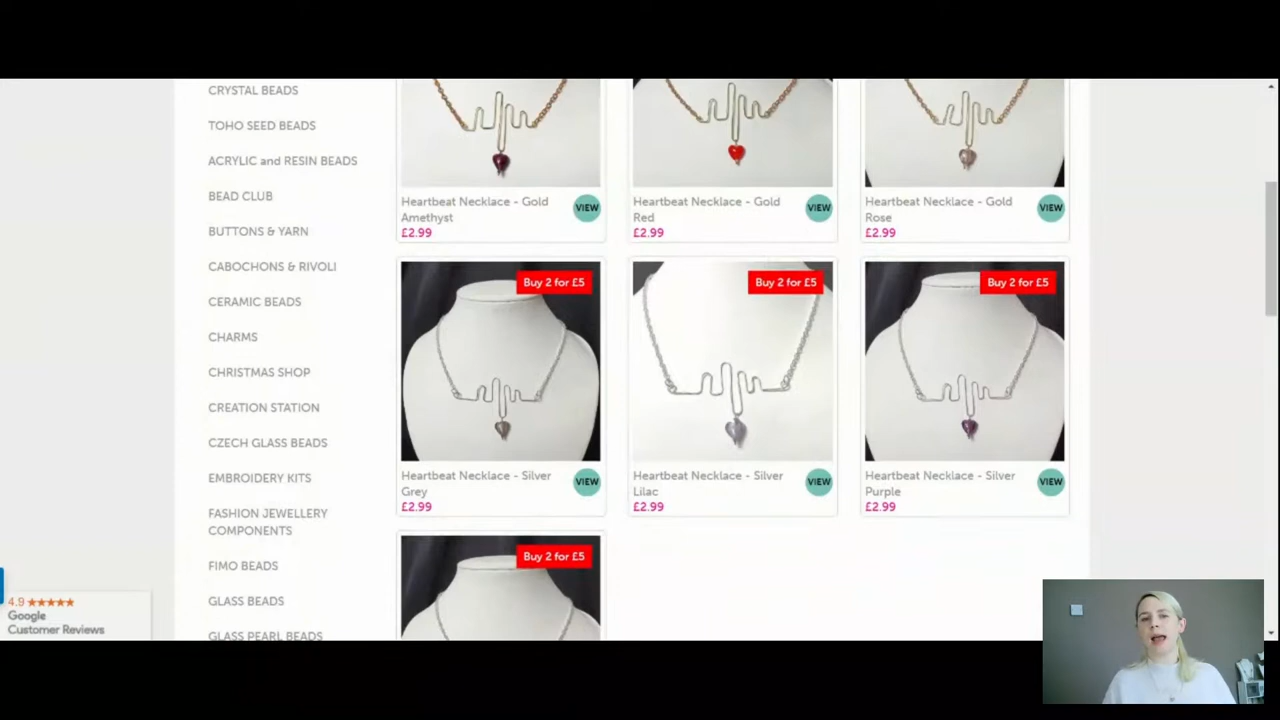 CRYSTAL BEADS
TOHO SEED BEADS
ACRYLIC and RESIN BEADS
BEAD CLUB
BUTTONS & YARN
CABOCHONS & RIVOLI
CERAMIC BEADS
CHARMS
CHRISTMAS SHOP
CREATION STATION
CZECH GLASS BEADS
EMBROIDERY KITS
FASHION JEWELLERY
COMPONENTS
FIMO BEADS
GLASS BEADS
GLASS PEARL BEADS
Heartbeat Necklace - Gold
Amethyst
£2.99
VIEW
Heartbeat Necklace - Gold
Red
£2.99
VIEW
Heartbeat Necklace - Gold
Rose
£2.99
VIEW
Buy 2 for £5
Heartbeat Necklace - Silver
Grey
£2.99
VIEW
Buy 2 for £5
Heartbeat Necklace - Silver
Lilac
£2.99
VIEW
Buy 2 for £5
Heartbeat Necklace - Silver
Purple
£2.99
VIEW
Buy 2 for £5
4.9 ★★★★★
Google
Customer Reviews